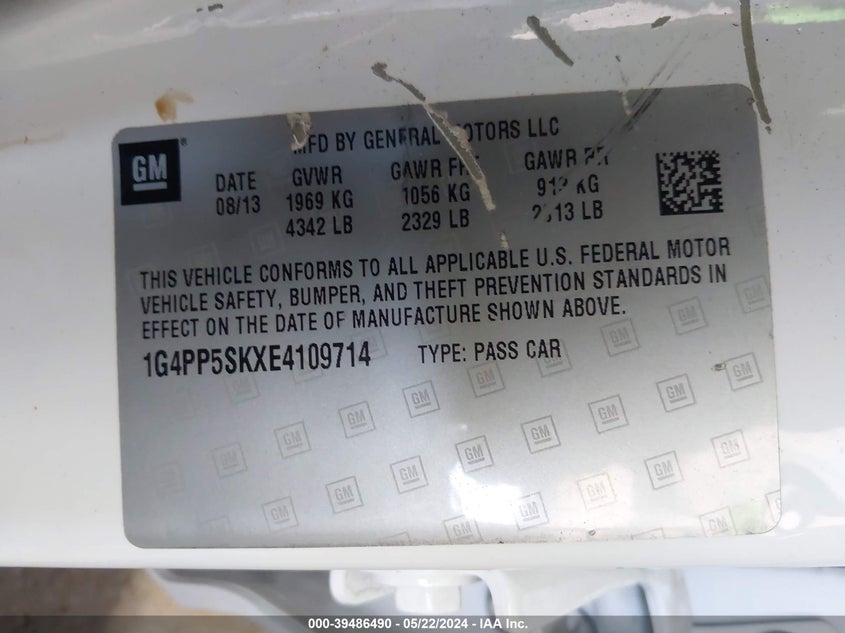 MFD BY GENERAL MOTORS LLC
GM
DATE GVWR GAWR FRT GAWR RR
08/13 1969 KG 1056 KG KG
4342 LB 2329 LB LB
THIS VEHICLE CONFORMS TO ALL APPLICABLE U.S. FEDERAL MOTOR
VEHICLE SAFETY, BUMPER, AND THEFT PREVENTION STANDARDS IN
EFFECT ON THE DATE OF MANUFACTURE SHOWN ABOVE.
1G4PP5SKXE4109714 TYPE: PASS CAR
000-39486490 - 05/22/2024 - IAA Inc.